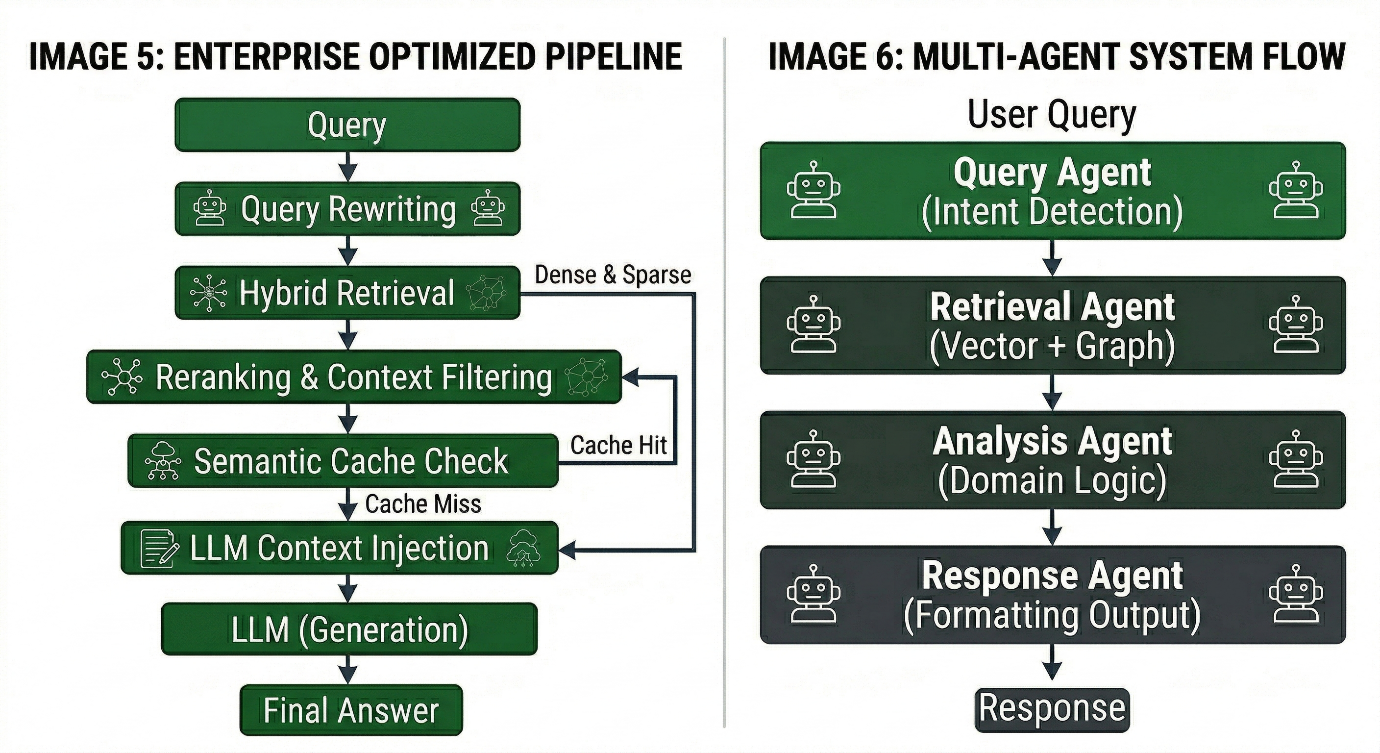 IMAGE 5: ENTERPRISE OPTIMIZED PIPELINE
Query
Query Rewriting
Hybrid Retrieval
Dense & Sparse
Reranking & Context Filtering
Semantic Cache Check
Cache Hit
Cache Miss
LLM Context Injection
LLM (Generation)
Final Answer
IMAGE 6: MULTI-AGENT SYSTEM FLOW
User Query
Query Agent
(Intent Detection)
Retrieval Agent
(Vector + Graph)
Analysis Agent
(Domain Logic)
Response Agent
(Formatting Output)
Response